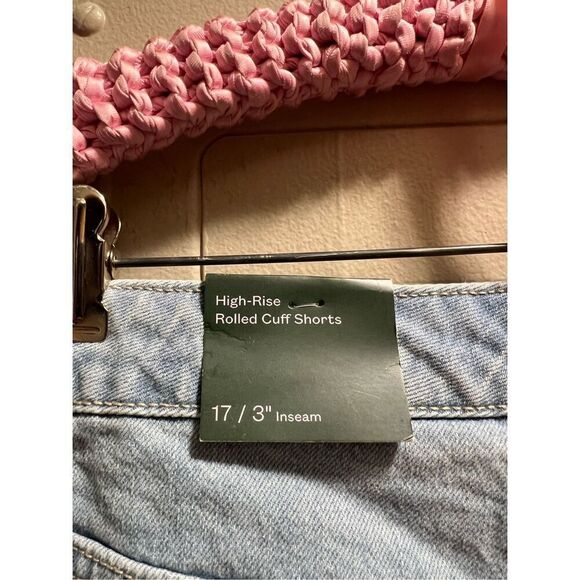 High-Rise
Rolled Cuff Shorts
17 / 3" Inseam